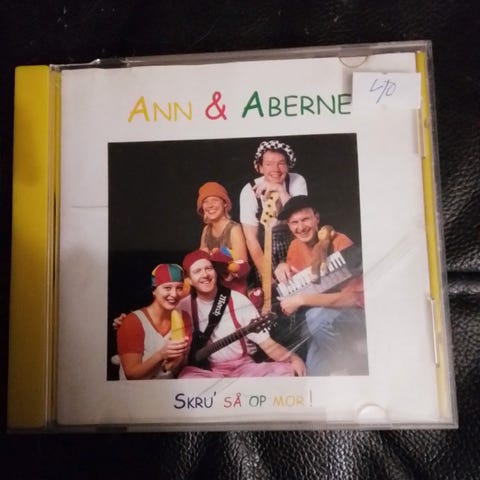 ANN & ABERNE
40
SKRU' SÅ OP MOR!